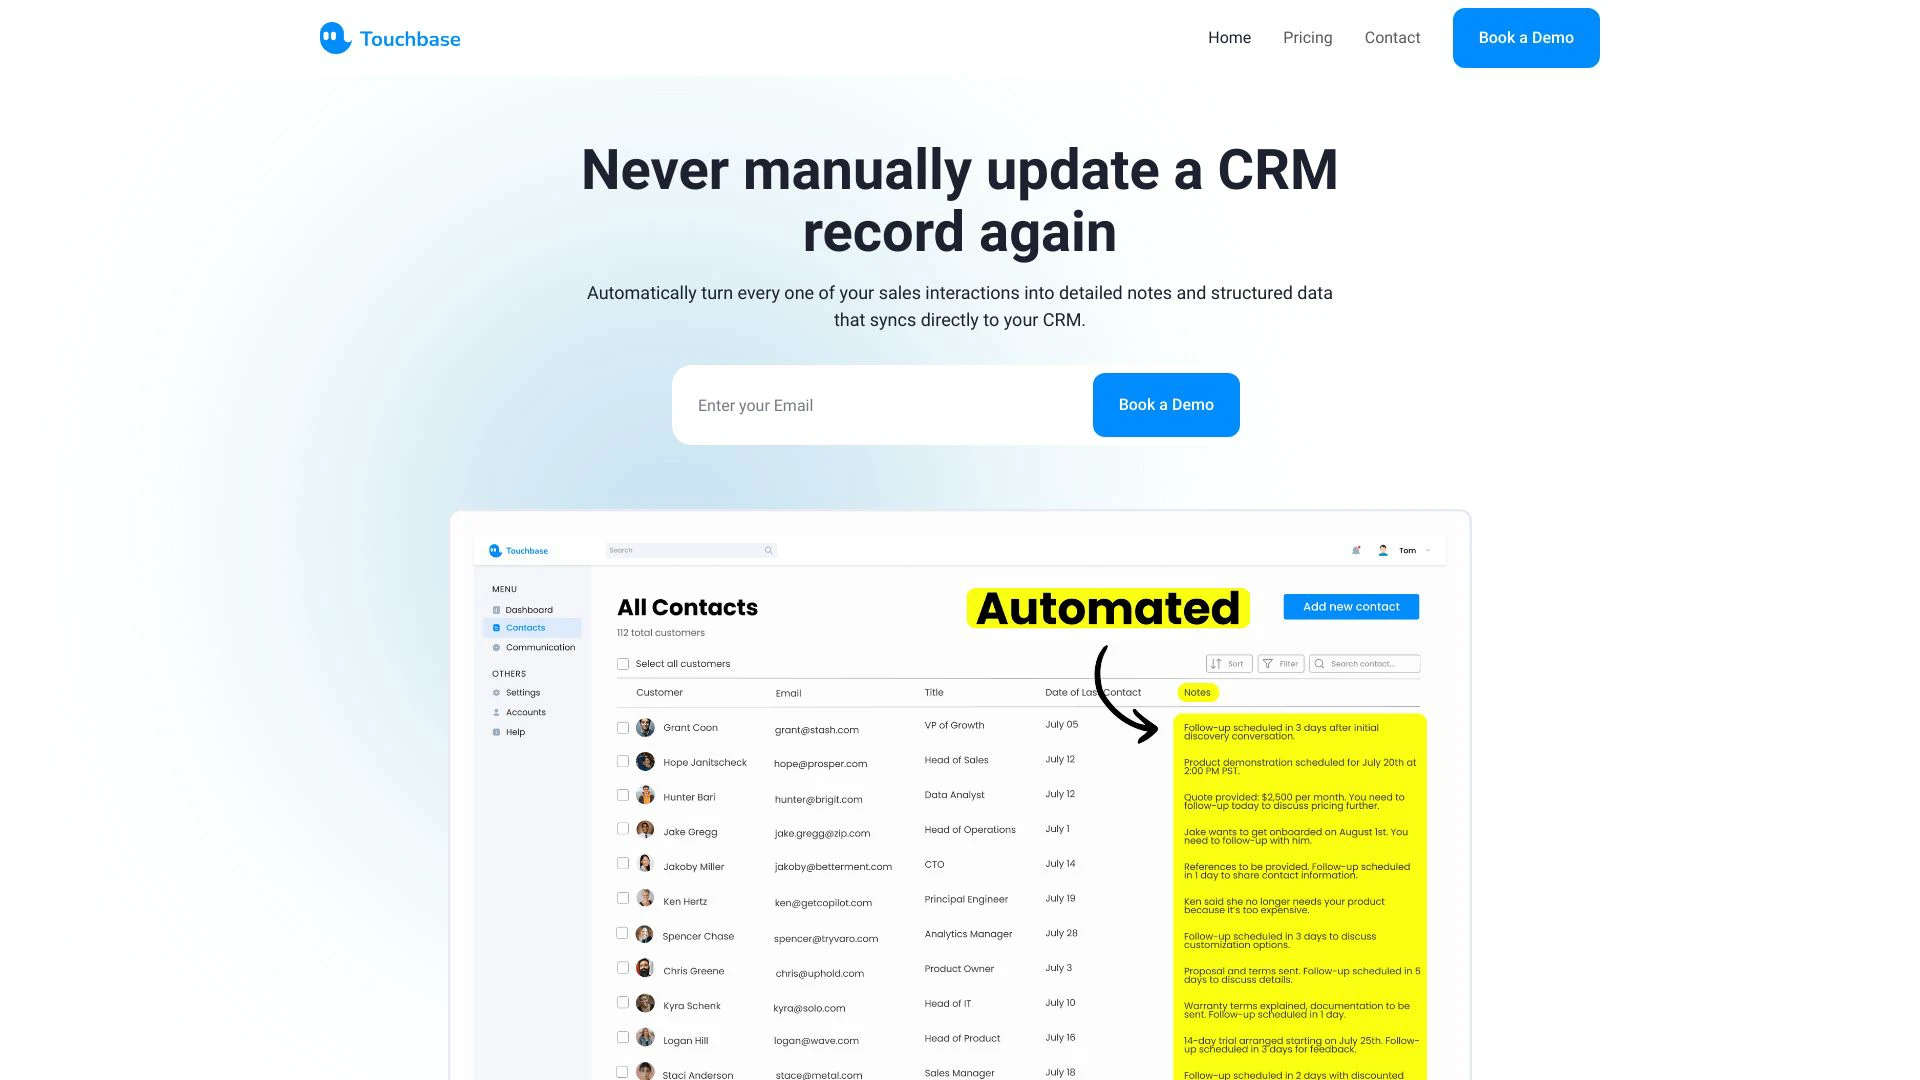 Touchbase
Home
Pricing
Contact
Book a Demo
Never manually update a CRM
record again
Automatically turn every one of your sales interactions into detailed notes and structured data
that syncs directly to your CRM.
Enter your Email
Book a Demo
Touchbase
Search
Tom
MENU
Dashboard
Contacts
Communication
OTHERS
Settings
Accounts
Help
All Contacts
112 total customers
Automated
Add new contact
Select all customers
Sort
Filter
Search contact...
Customer
Email
Title
Date of Last Contact
Notes
Grant Coon
grant@stash.com
VP of Growth
July 05
Follow-up scheduled in 3 days after initial
discovery conversation.
Hope Janitscheck
hope@prosper.com
Head of Sales
July 12
Product demonstration scheduled for July 20th at
2:00 PM PST.
Hunter Bari
hunter@brigit.com
Data Analyst
July 12
Quote provided: $2,500 per month. You need to
follow-up today to discuss pricing further.
Jake Gregg
jake.gregg@zip.com
Head of Operations
July 1
Jake wants to get onboarded on August 1st. You
need to follow-up with him.
Jakoby Miller
jakoby@betterment.com
CTO
July 14
References to be provided. Follow-up scheduled
in 1 day to share contact information.
Ken Hertz
ken@getcopilot.com
Principal Engineer
July 19
Ken said she no longer needs your product
because it's too expensive.
Spencer Chase
spencer@tryvaro.com
Analytics Manager
July 28
Follow-up scheduled in 3 days to discuss
customization options.
Chris Greene
chris@uphold.com
Product Owner
July 3
Proposal and terms sent. Follow-up scheduled in 5
days to discuss details.
Kyra Schenk
kyra@solo.com
Head of IT
July 10
Warranty terms explained, documentation to be
sent. Follow-up scheduled in 1 day.
Logan Hill
logan@wave.com
Head of Product
July 16
14-day trial arranged starting on July 25th. Follow-
up scheduled in 3 days for feedback.
Staci Anderson
stace@metal.com
Sales Manager
July 18
Follow-up scheduled in 2 days with discounted